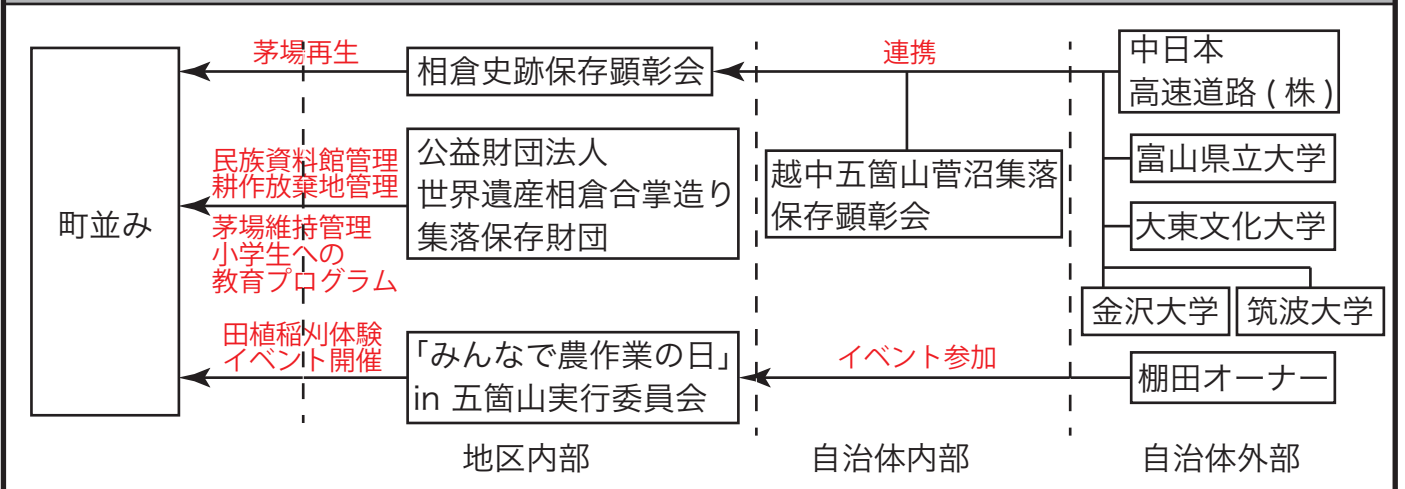 町並み
茅場再生
民族資料館管理
耕作放棄地管理
茅場維持管理
小学生への
教育プログラム
田植稲刈体験
イベント開催
相倉史跡保存顕彰会
公益財団法人
世界遺産相倉合掌造り
集落保存財団
「みんなで農作業の日」
in 五箇山実行委員会
連携
越中五箇山菅沼集落
保存顕彰会
イベント参加
中日本
高速道路 ( 株 )
富山県立大学
大東文化大学
金沢大学
筑波大学
棚田オーナー
地区内部
自治体内部
自治体外部